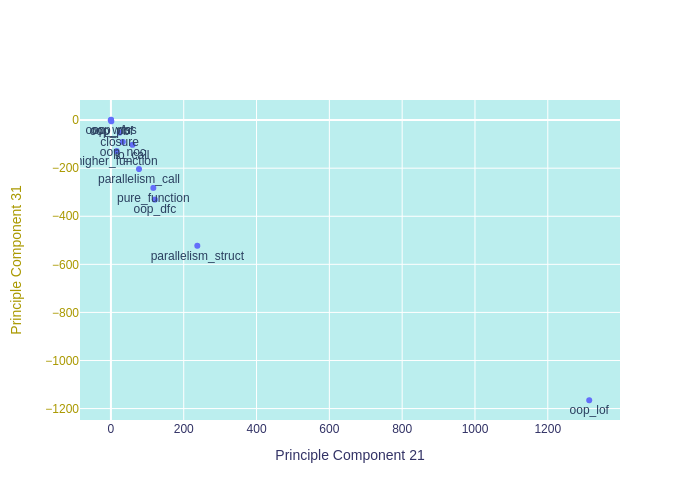 0
closure
oop_noc
higher_function
−200
parallelism_call
pure_function
oop_dfc
−400
parallelism_struct
−600
−800
−1000
−1200
oop_lof
0
200
400
600
800
1000
1200
Principle Component 21
Principle Component 31